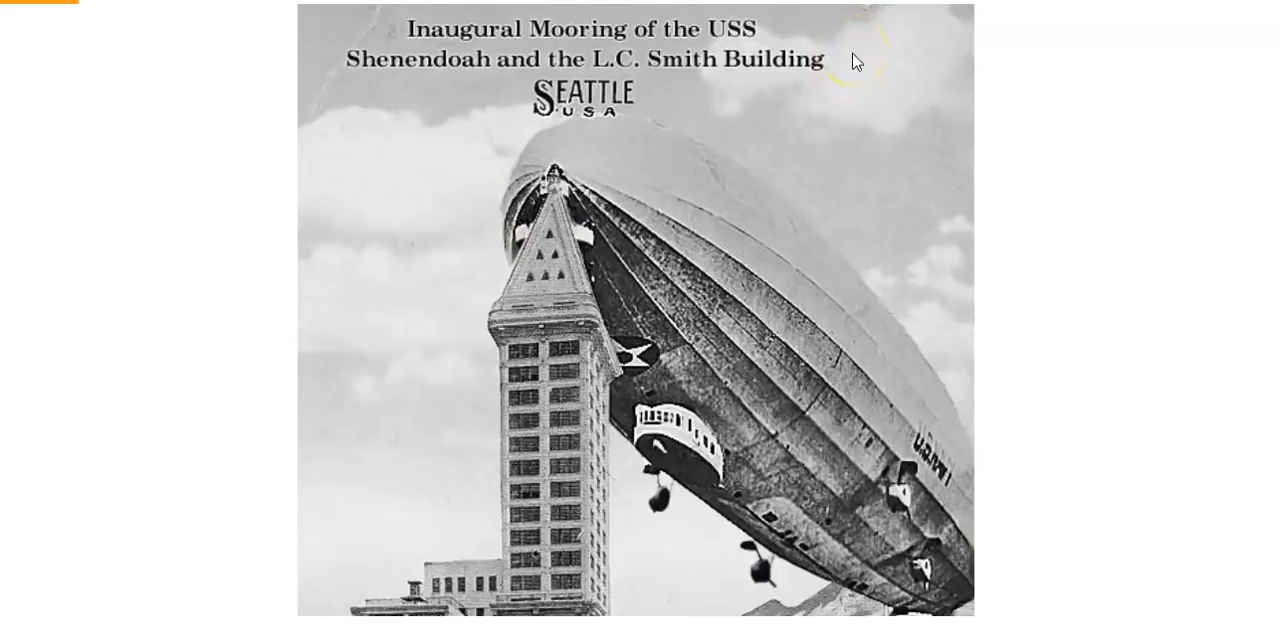 Inaugural Mooring of the USS
Shenendoah and the L.C. Smith Building
SEATTLE
USA